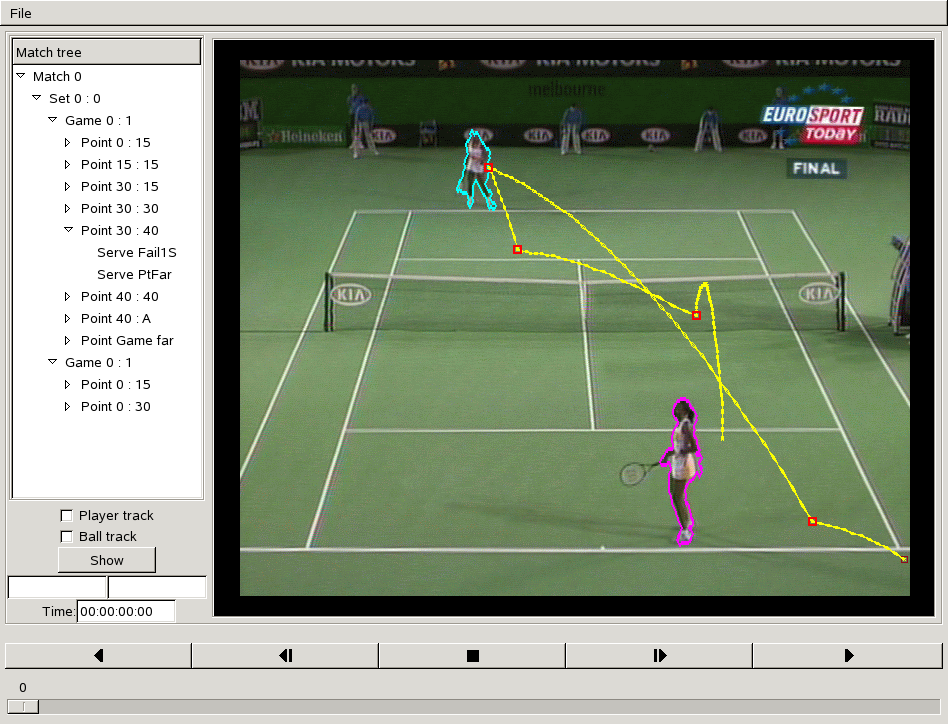 File
Match tree
Match 0
Set 0 : 0
Game 0 : 1
Point 0 : 15
Point 15 : 15
Point 30 : 15
Point 30 : 30
Point 30 : 40
Serve Fail1S
Serve PtFar
Point 40 : 40
Point 40 : A
Point Game far
Game 0 : 1
Point 0 : 15
Point 0 : 30
Player track
Ball track
Show
Time: 00:00:00:00
0
KIA MOTORS
melbourne
EUROSPORT
TODAY
FINAL
Heineken
KIA
KIA
KIA
KIA
KIA
KIA
KIA